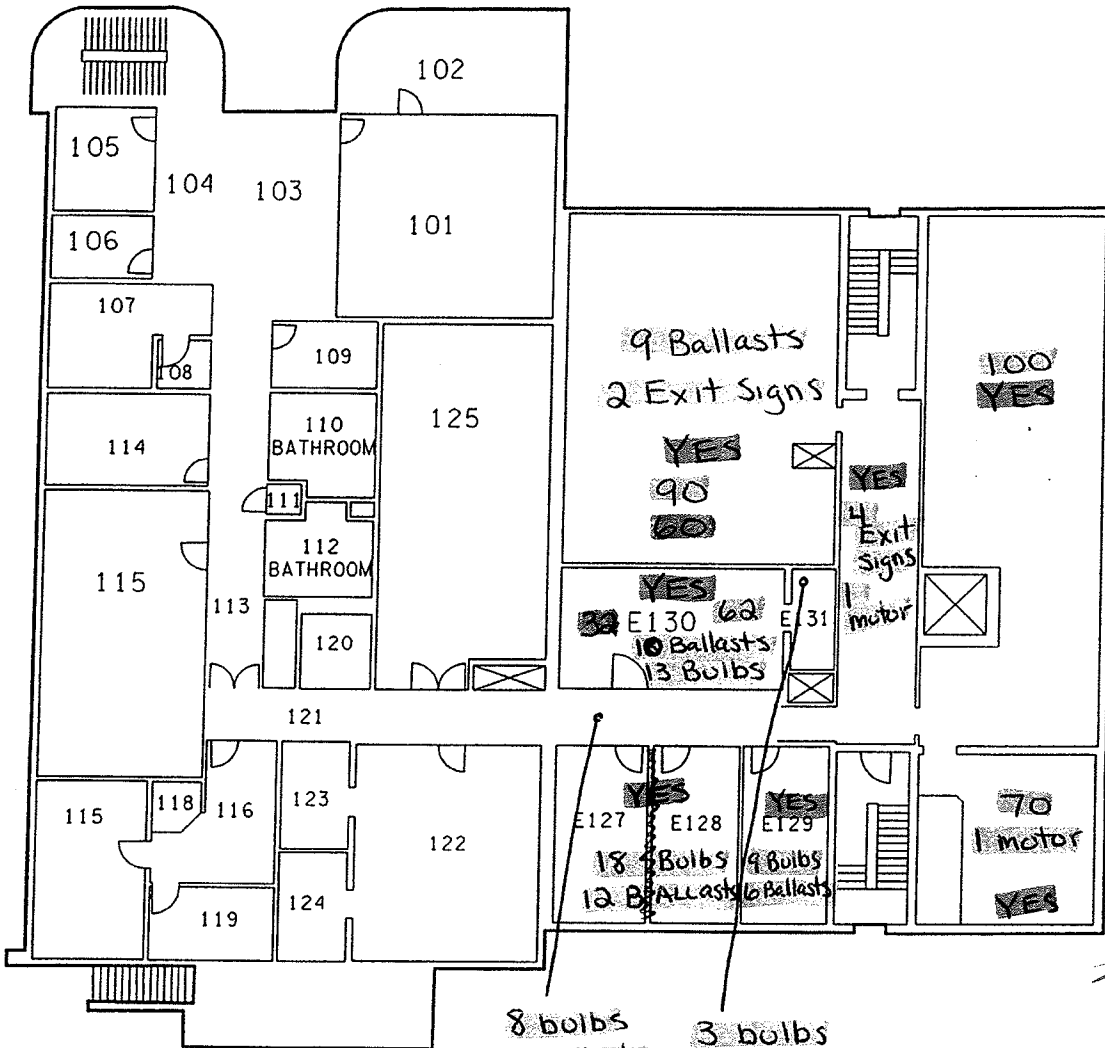 102
105
104
103
101
106
107
108
109
9 Ballasts
2 Exit Signs
100
YES
125
114
110
BATHROOM
YES
90
60
111
YES
4
Exit
signs
1
motor
112
BATHROOM
115
113
120
YES
32 E130 62
10 Ballasts
13 Bulbs
E131
121
118
116
123
115
122
124
119
YES
E127
E128
18 Bulbs
12 BALLasts
YES
E129
9 Bulbs
6 Ballasts
70
1 motor
YES
8 bulbs
3 bulbs